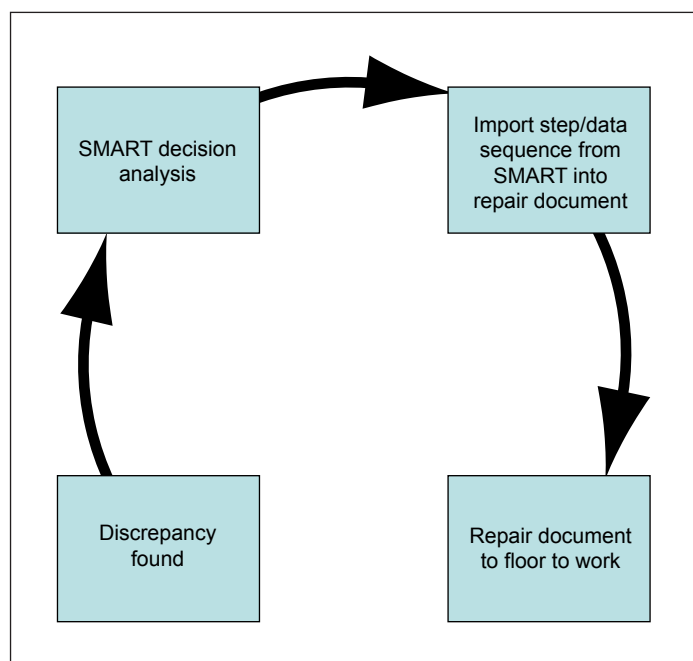 SMART decision
analysis
Import step/data
sequence from
SMART into
repair document
Discrepancy
found
Repair document
to floor to work